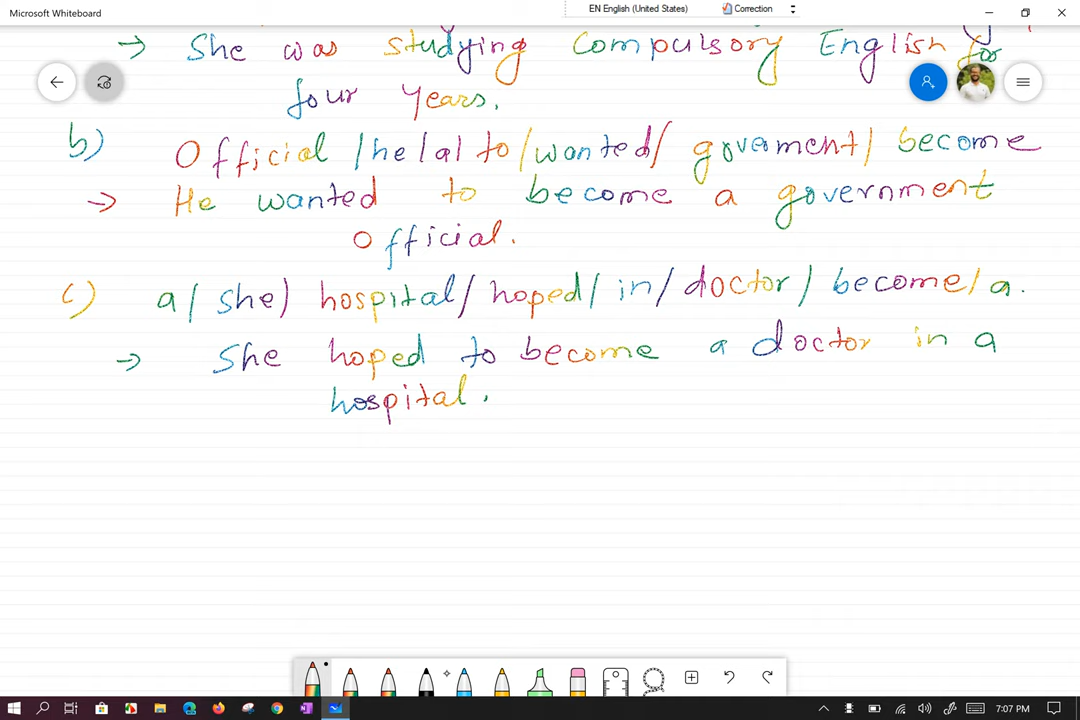 Microsoft Whiteboard
EN English (United States)
Correction
→ She was studying Compulsory English for
four years.
b) Official /he/a/ to /wanted/ goverment/ become
→ He wanted to become a government
Official.
c) a/ she) hospital/ hoped/ in/ doctor/ become/ a.
→ She hoped to become a doctor in a
hospital.
7:07 PM